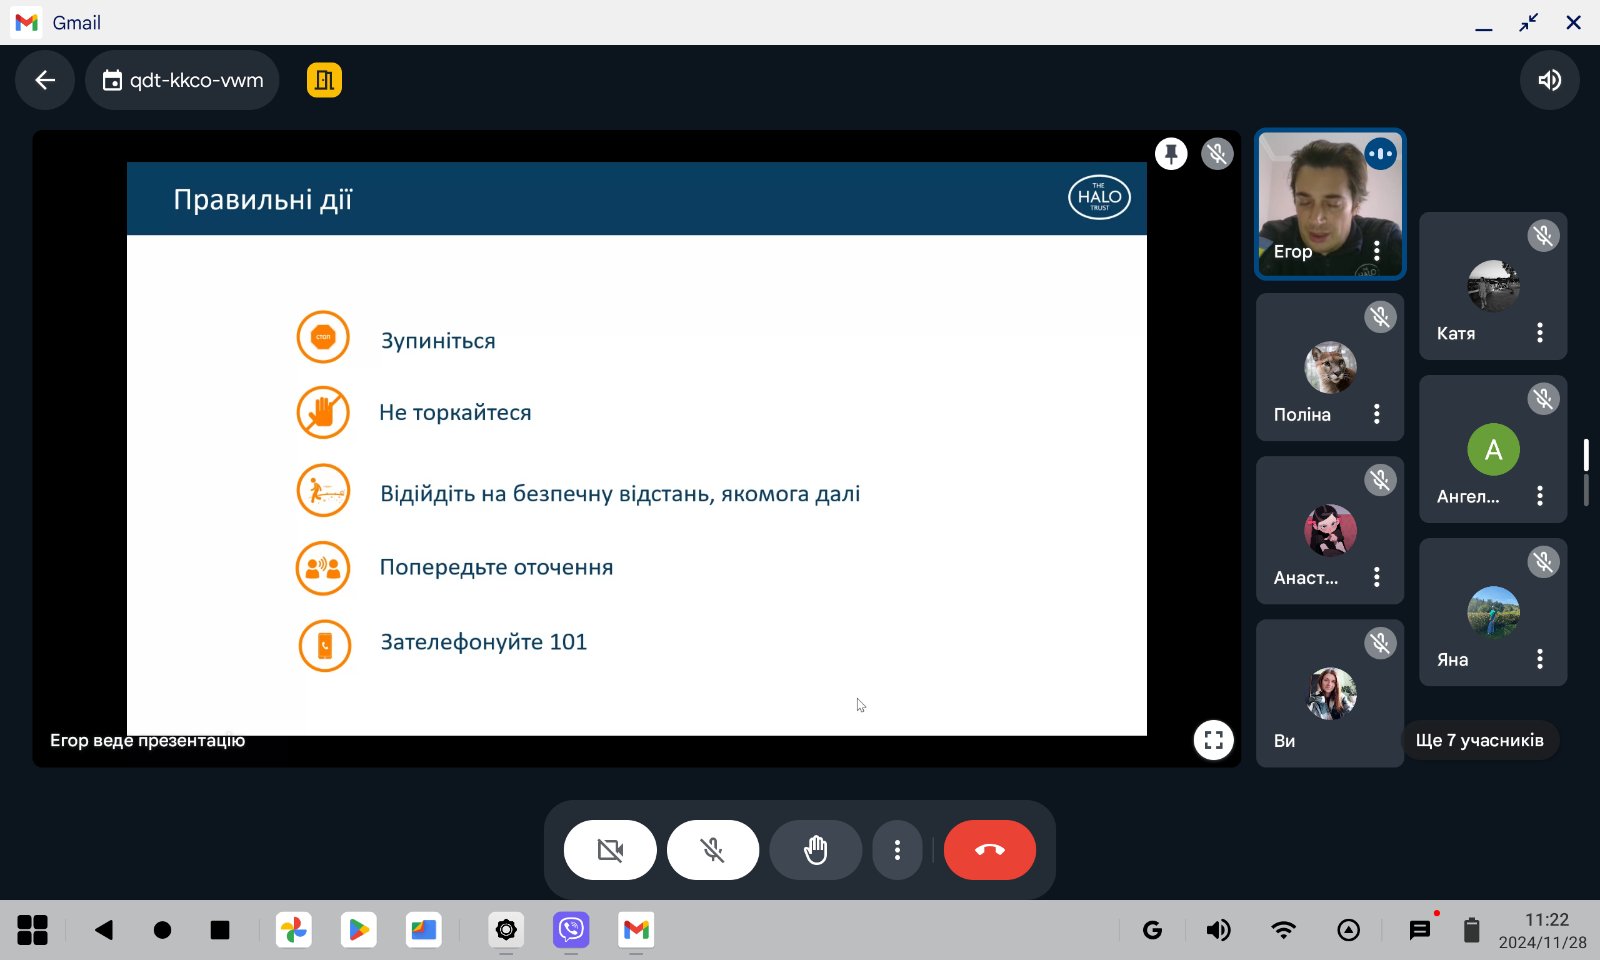 Gmail
qdt-kkco-vwm
Правильні дії
THE
HALO
TRUST
стоп
Зупиніться
Не торкайтеся
Відійдіть на безпечну відстань, якомога далі
Попередьте оточення
Зателефонуйте 101
Егор веде презентацію
Егор
Катя
Поліна
A
Ангел...
Анаст...
Яна
Ви
Ще 7 учасників
G
11:22
2024/11/28